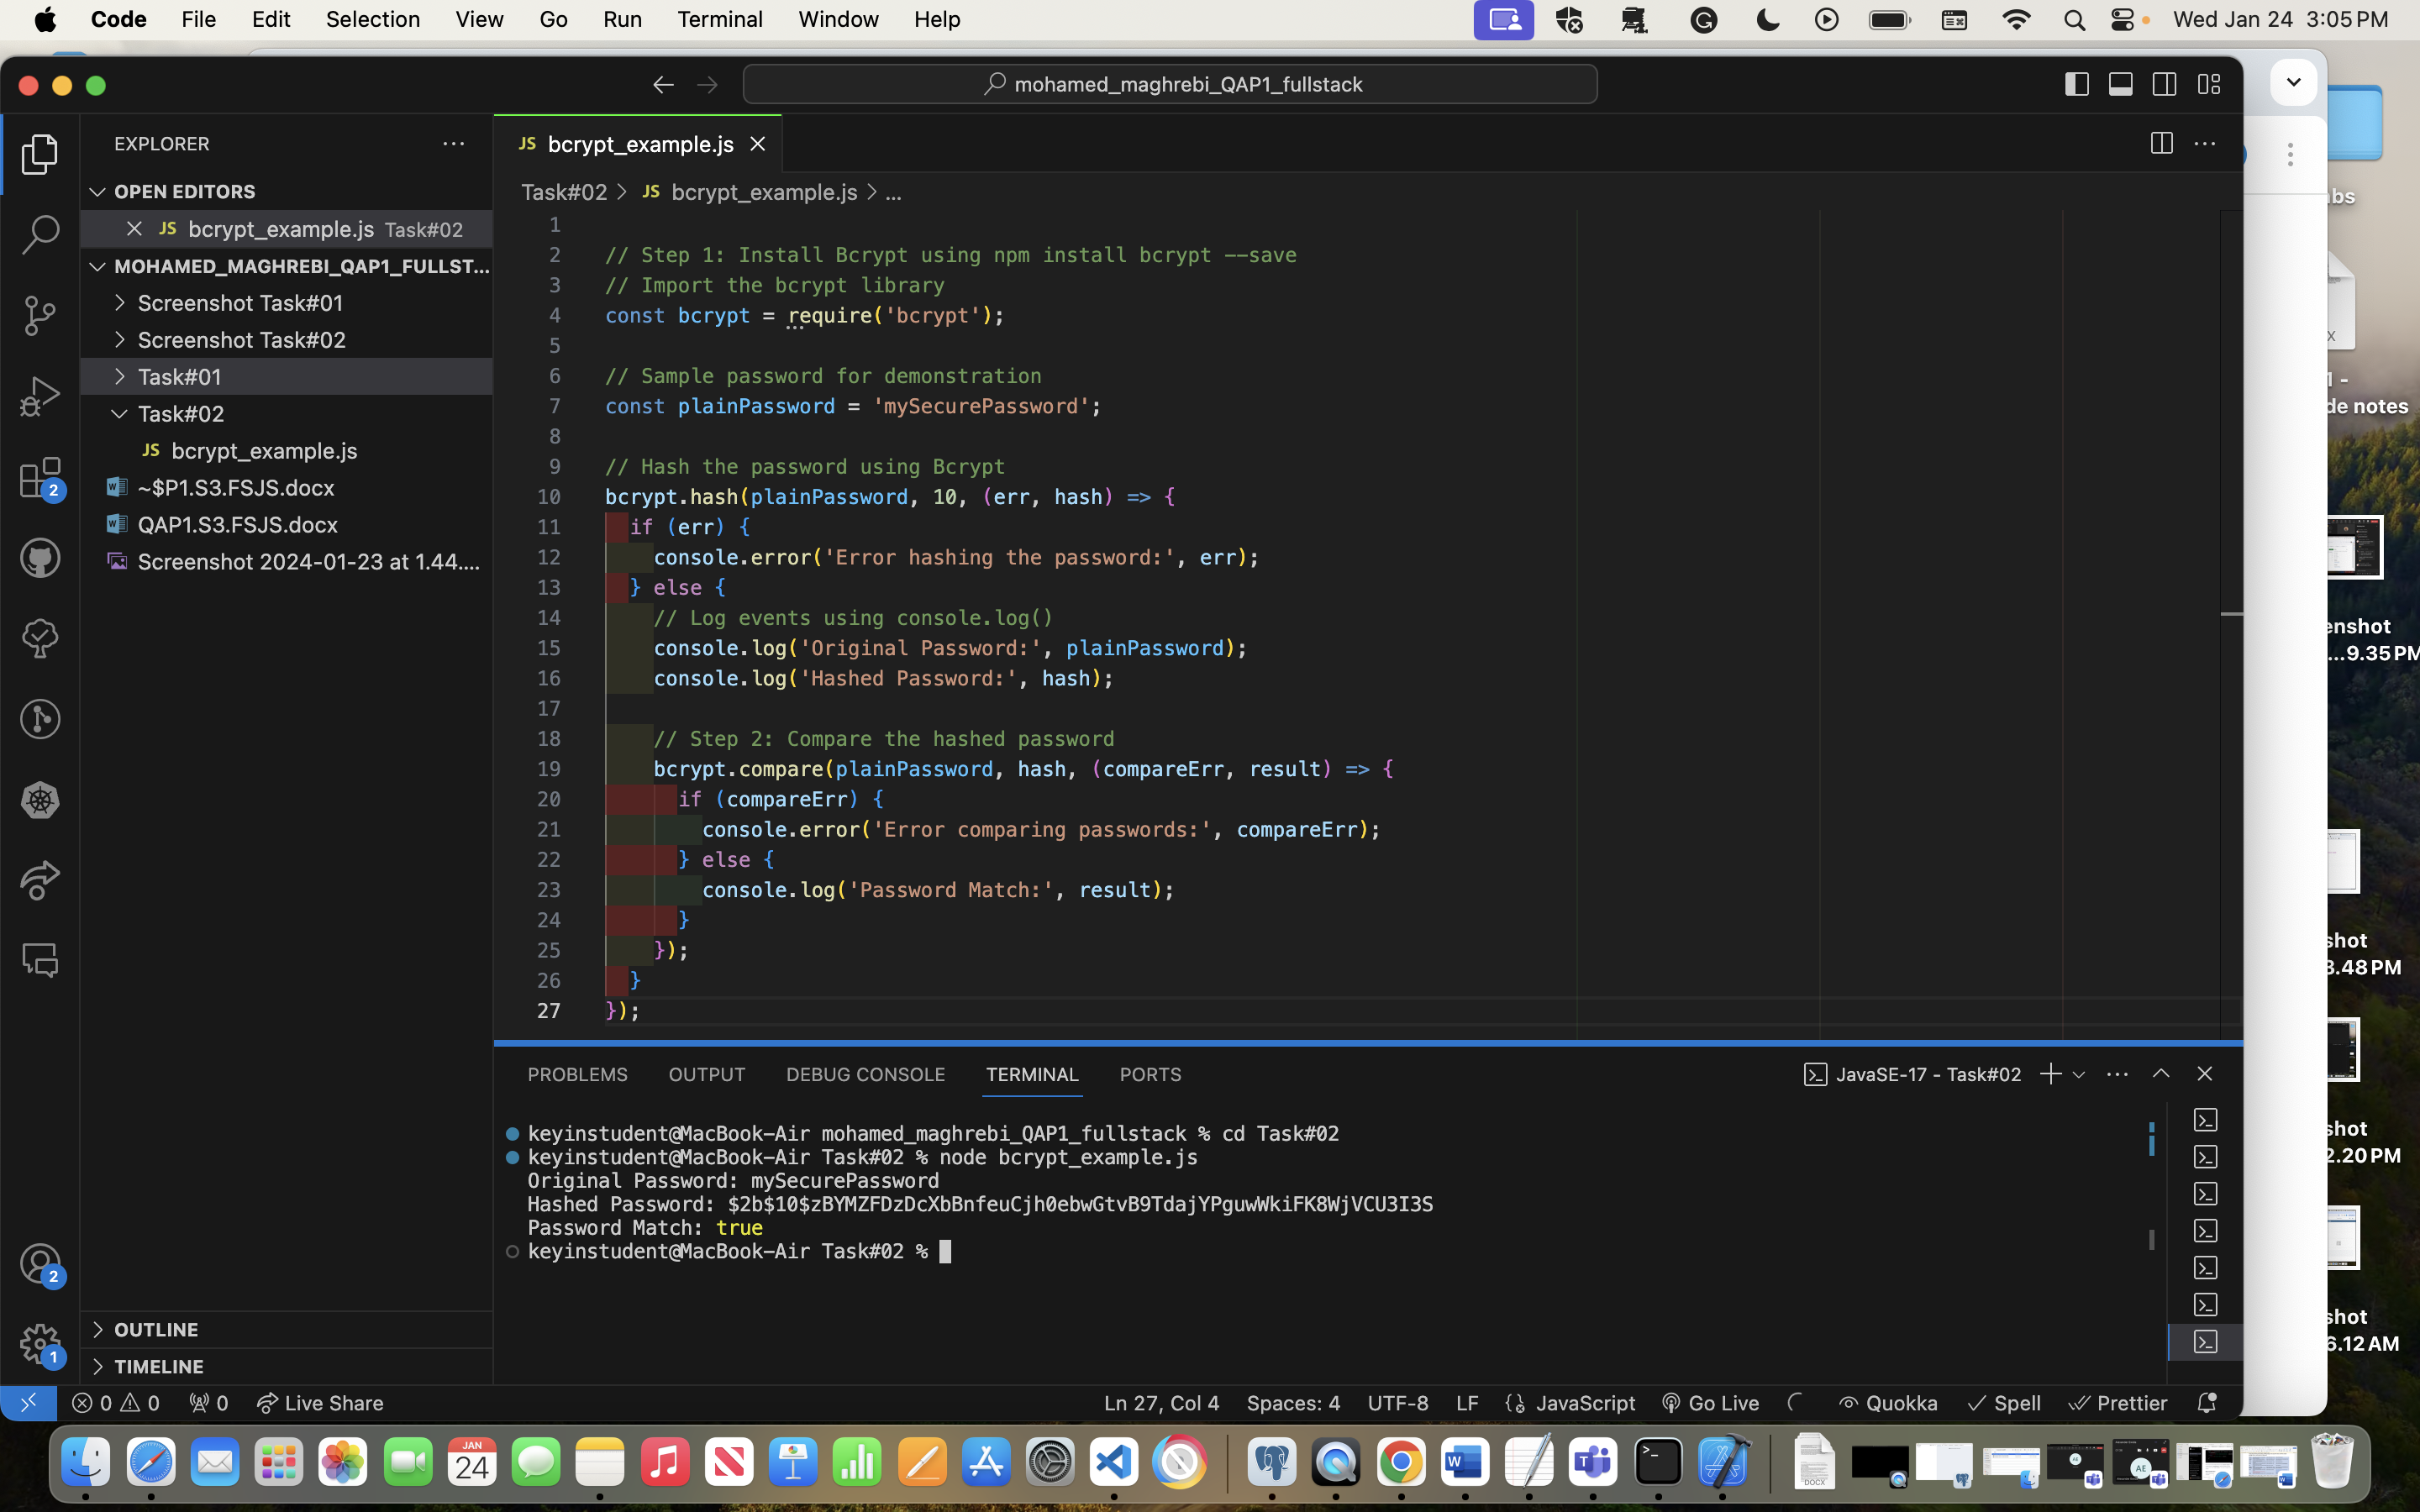 Code File Edit Selection View Go Run Terminal Window Help Wed Jan 24 3:05 PM
mohamed_maghrebi_QAP1_fullstack
EXPLORER
OPEN EDITORS
JS bcrypt_example.js Task#02
MOHAMED_MAGHREBI_QAP1_FULLST...
Screenshot Task#01
Screenshot Task#02
Task#01
Task#02
JS bcrypt_example.js
~$P1.S3.FSJS.docx
QAP1.S3.FSJS.docx
Screenshot 2024-01-23 at 1.44....
OUTLINE
TIMELINE
2
2
1
JS bcrypt_example.js
Task#02 > JS bcrypt_example.js > ...
1
2 // Step 1: Install Bcrypt using npm install bcrypt --save
3 // Import the bcrypt library
4 const bcrypt = require('bcrypt');
5
6 // Sample password for demonstration
7 const plainPassword = 'mySecurePassword';
8
9 // Hash the password using Bcrypt
10 bcrypt.hash(plainPassword, 10, (err, hash) => {
11 if (err) {
12 console.error('Error hashing the password:', err);
13 } else {
14 // Log events using console.log()
15 console.log('Original Password:', plainPassword);
16 console.log('Hashed Password:', hash);
17
18 // Step 2: Compare the hashed password
19 bcrypt.compare(plainPassword, hash, (compareErr, result) => {
20 if (compareErr) {
21 console.error('Error comparing passwords:', compareErr);
22 } else {
23 console.log('Password Match:', result);
24 }
25 });
26 }
27 });
PROBLEMS OUTPUT DEBUG CONSOLE TERMINAL PORTS JavaSE-17 - Task#02
keyinstudent@MacBook-Air mohamed_maghrebi_QAP1_fullstack % cd Task#02
keyinstudent@MacBook-Air Task#02 % node bcrypt_example.js
Original Password: mySecurePassword
Hashed Password: $2b$10$zBYMZFDzDcXbBnfeuCjh0ebwGtvB9TdajYPguwWkiFK8WjVCU3I3S
Password Match: true
keyinstudent@MacBook-Air Task#02 %
0 0 0 Live Share Ln 27, Col 4 Spaces: 4 UTF-8 LF JavaScript Go Live Quokka Spell Prettier
de notes
enshot
...9.35 PM
shot
3.48 PM
shot
2.20 PM
shot
6.12 AM
JAN
24
DOCX